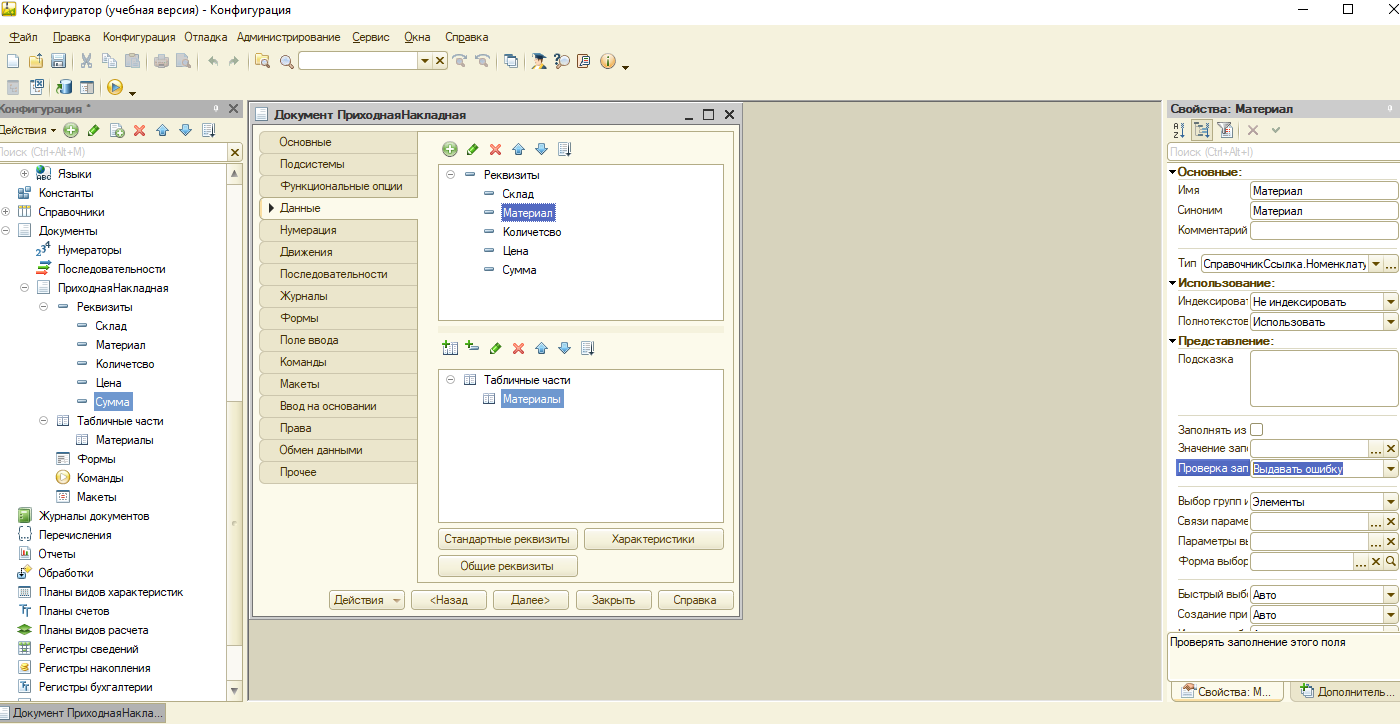 Конфигуратор (учебная версия) - Конфигурация
Файл Правка Конфигурация Отладка Администрирование Сервис Окна Справка
Конфигурация *
Действия
Поиск (Ctrl+Alt+M)
Языки
Константы
Справочники
Документы
Нумераторы
Последовательности
ПриходнаяНакладная
Реквизиты
Склад
Материал
Количетсво
Цена
Сумма
Табличные части
Материалы
Формы
Команды
Макеты
Журналы документов
Перечисления
Отчеты
Обработки
Планы видов характеристик
Планы счетов
Планы видов расчета
Регистры сведений
Регистры накопления
Регистры бухгалтерии
Документ ПриходнаяНакладная
Основные
Подсистемы
Функциональные опции
Данные
Нумерация
Движения
Последовательности
Журналы
Формы
Поле ввода
Команды
Макеты
Ввод на основании
Права
Обмен данными
Прочее
Реквизиты
Склад
Материал
Количетсво
Цена
Сумма
Табличные части
Материалы
Стандартные реквизиты Характеристики
Общие реквизиты
Действия <Назад Далее> Закрыть Справка
Свойства: Материал
Поиск (Ctrl+Alt+I)
Основные:
Имя Материал
Синоним Материал
Комментарий
Тип СправочникСсылка.Номенклату
Использование:
Индексироват Не индексировать
Полнотекстов Использовать
Представление:
Подсказка
Заполнять из
Значение запо
Проверка зап Выдавать ошибку
Выбор групп и Элементы
Связи параме
Параметры вы
Форма выбор
Быстрый выбо Авто
Создание при Авто
Проверять заполнение этого поля
Свойства: М... Дополнитель...
Документ ПриходнаяНакла...